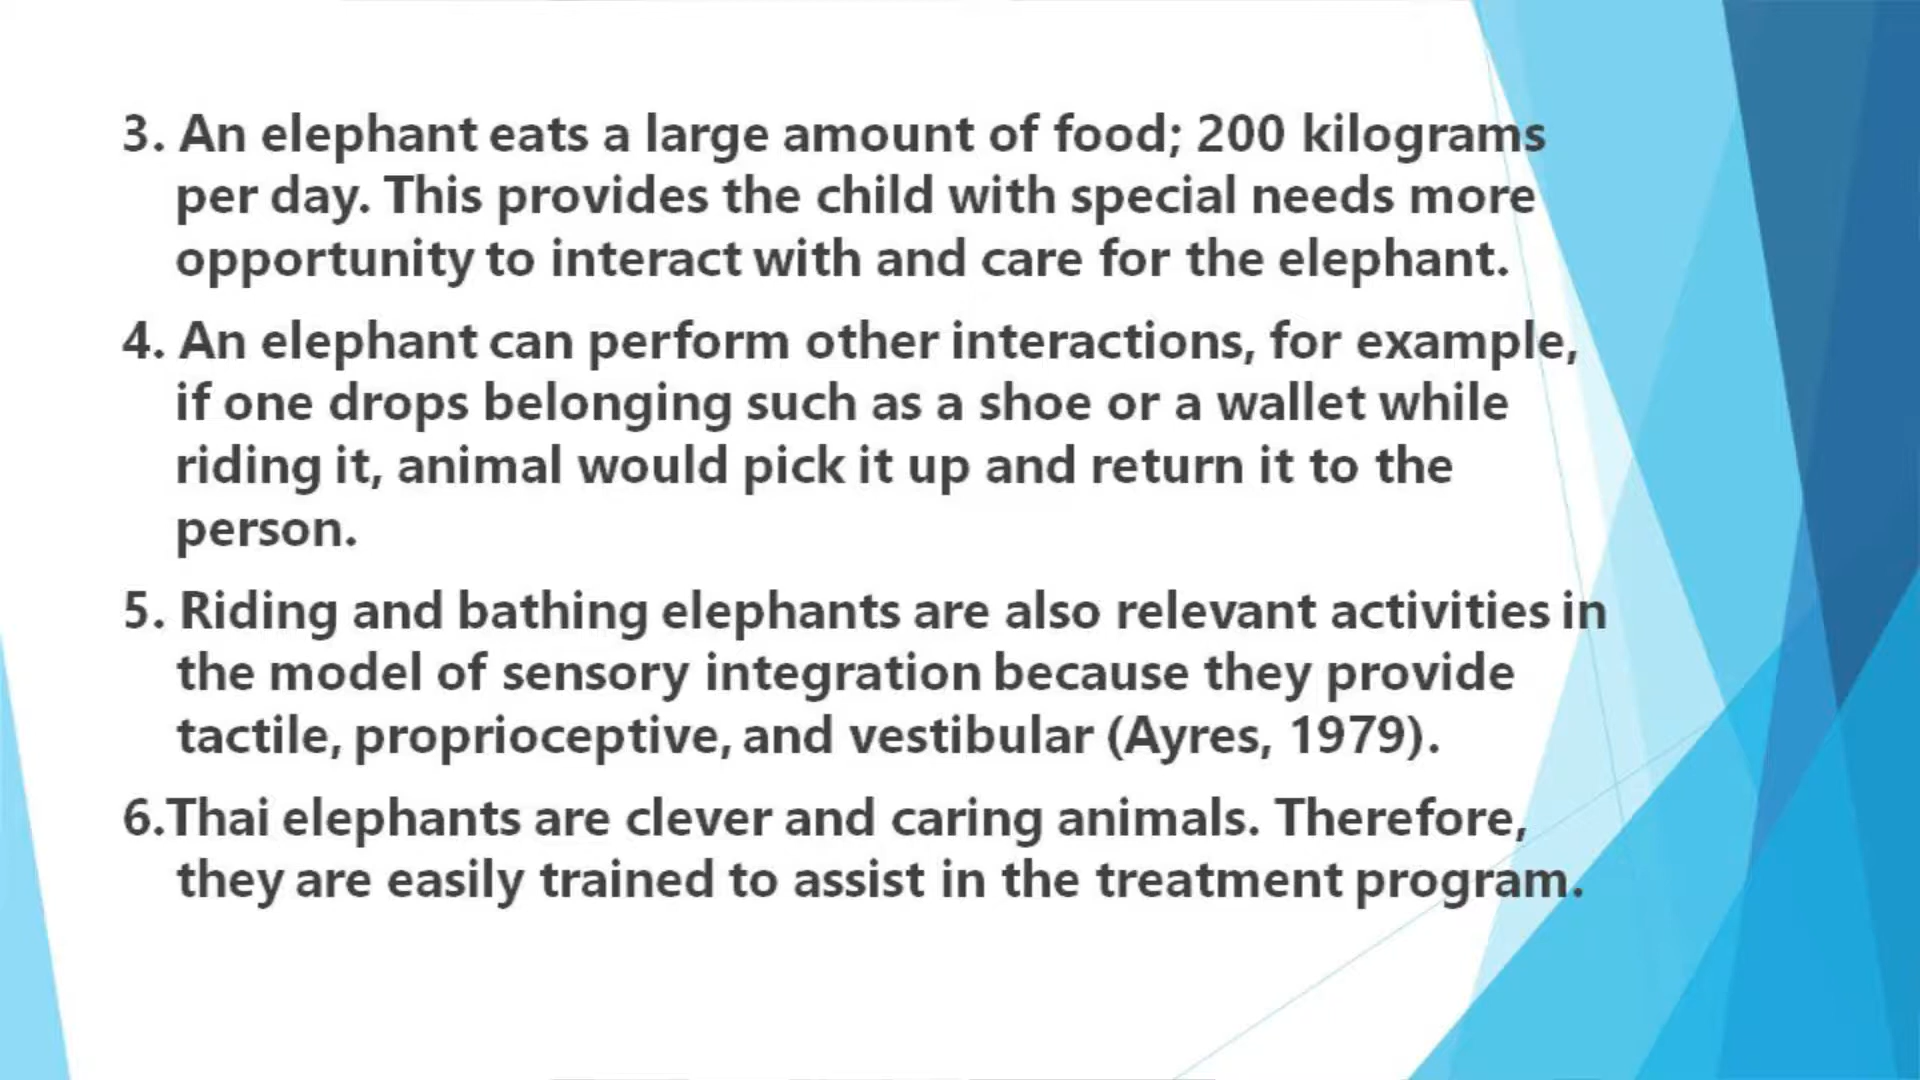 3. An elephant eats a large amount of food; 200 kilograms
per day. This provides the child with special needs more
opportunity to interact with and care for the elephant.
4. An elephant can perform other interactions, for example,
if one drops belonging such as a shoe or a wallet while
riding it, animal would pick it up and return it to the
person.
5. Riding and bathing elephants are also relevant activities in
the model of sensory integration because they provide
tactile, proprioceptive, and vestibular (Ayres, 1979).
6.Thai elephants are clever and caring animals. Therefore,
they are easily trained to assist in the treatment program.